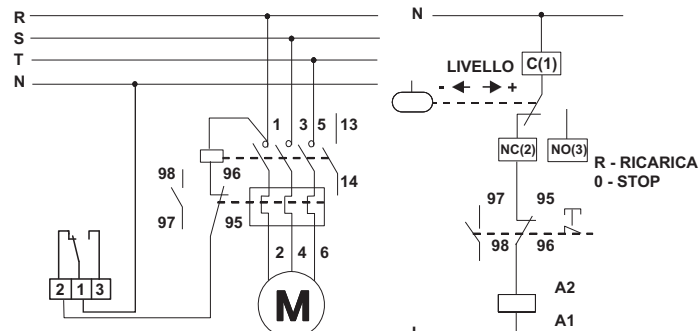 R
S
T
N
1 3 5 13
98 96
14
97 95
2 4 6
2 1 3
M
N
C(1)
LIVELLO
- +
NC(2) NO(3)
R - RICARICA
0 - STOP
97 95
98 96
A2
A1